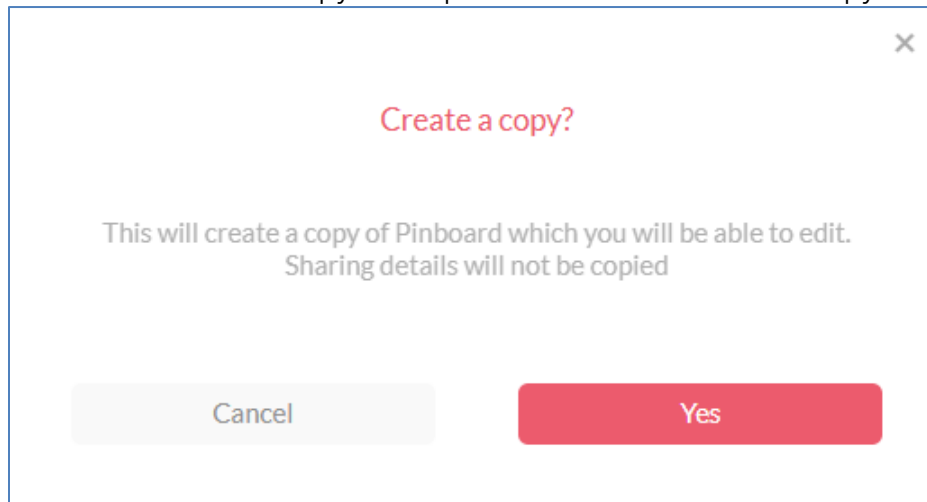 Create a copy?
This will create a copy of Pinboard which you will be able to edit.
Sharing details will not be copied
Cancel Yes